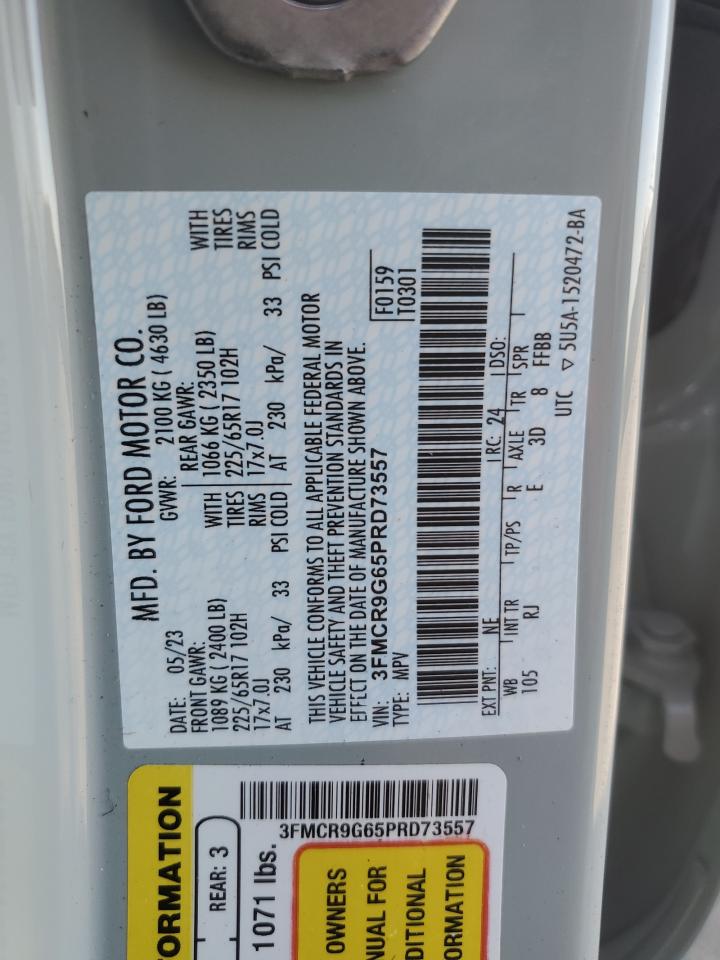 MFD. BY FORD MOTOR CO.
DATE: 05/23 GVWR: 2100 KG ( 4630 LB)
FRONT GAWR: REAR GAWR:
1089 KG ( 2400 LB) WITH 1066 KG ( 2350 LB) WITH
225/65R17 102H TIRES 225/65R17 102H TIRES
17x7.0J RIMS 17x7.0J RIMS
AT 230 kPa/ 33 PSI COLD AT 230 kPa/ 33 PSI COLD
THIS VEHICLE CONFORMS TO ALL APPLICABLE FEDERAL MOTOR
VEHICLE SAFETY AND THEFT PREVENTION STANDARDS IN
EFFECT ON THE DATE OF MANUFACTURE SHOWN ABOVE.
VIN: 3FMCR9G65PRD73557 F0159
TYPE: MPV T0301
EXT PNT: NE RC: 24 DSO:
WB INT TR TP/PS R AXLE TR SPR
105 RJ E 3D 8 FFBB
UTC ▽ 5U5A-1520472-BA
ORMATION
REAR: 3
1071 lbs.
3FMCR9G65PRD73557
OWNERS
NUAL FOR
DITIONAL
ORMATION